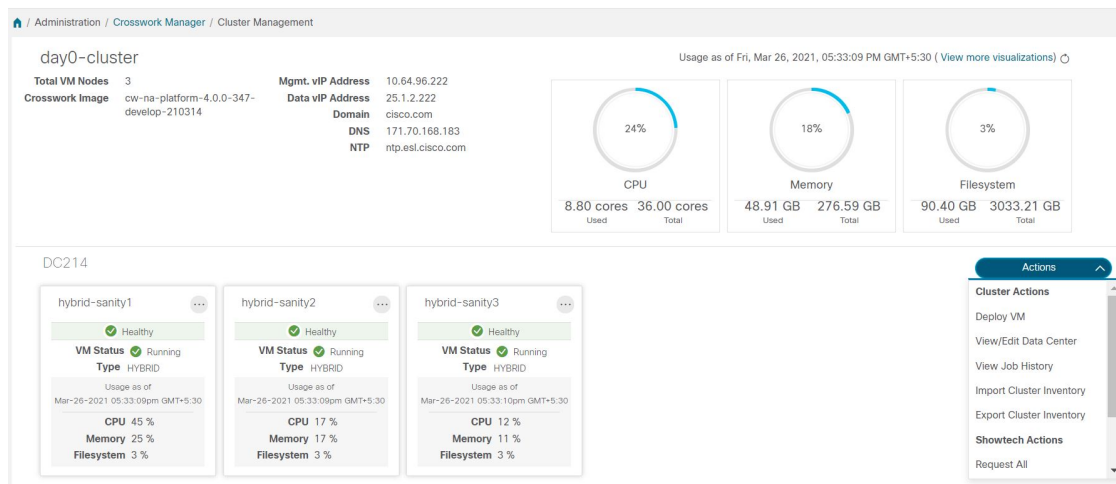 / Administration / Crosswork Manager / Cluster Management
day0-cluster
Usage as of Fri, Mar 26, 2021, 05:33:09 PM GMT+5:30 ( View more visualizations)
Total VM Nodes 3
Crosswork Image cw-na-platform-4.0.0-347-
develop-210314
Mgmt. vIP Address 10.64.96.222
Data vIP Address 25.1.2.222
Domain cisco.com
DNS 171.70.168.183
NTP ntp.esl.cisco.com
24%
CPU
8.80 cores 36.00 cores
Used Total
18%
Memory
48.91 GB 276.59 GB
Used Total
3%
Filesystem
90.40 GB 3033.21 GB
Used Total
DC214
hybrid-sanity1 ...
Healthy
VM Status Running
Type HYBRID
Usage as of
Mar-26-2021 05:33:09pm GMT+5:30
CPU 45 %
Memory 25 %
Filesystem 3 %
hybrid-sanity2 ...
Healthy
VM Status Running
Type HYBRID
Usage as of
Mar-26-2021 05:33:09pm GMT+5:30
CPU 17 %
Memory 17 %
Filesystem 3 %
hybrid-sanity3 ...
Healthy
VM Status Running
Type HYBRID
Usage as of
Mar-26-2021 05:33:10pm GMT+5:30
CPU 12 %
Memory 11 %
Filesystem 3 %
Actions
Cluster Actions
Deploy VM
View/Edit Data Center
View Job History
Import Cluster Inventory
Export Cluster Inventory
Showtech Actions
Request All